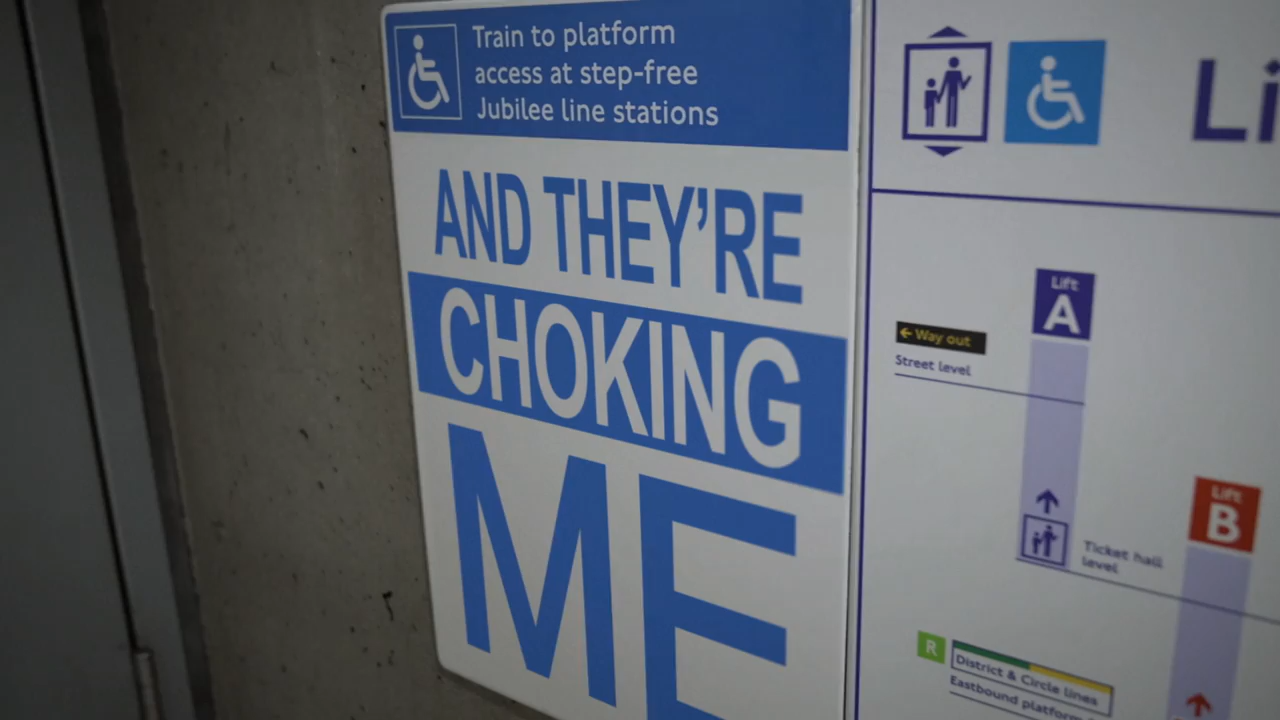 Train to platform
access at step-free
Jubilee line stations
AND THEY'RE
CHOKING
ME
Li
Lift
A
← Way out
Street level
Lift
B
Ticket hall
level
R
District & Circle lines
Eastbound platform